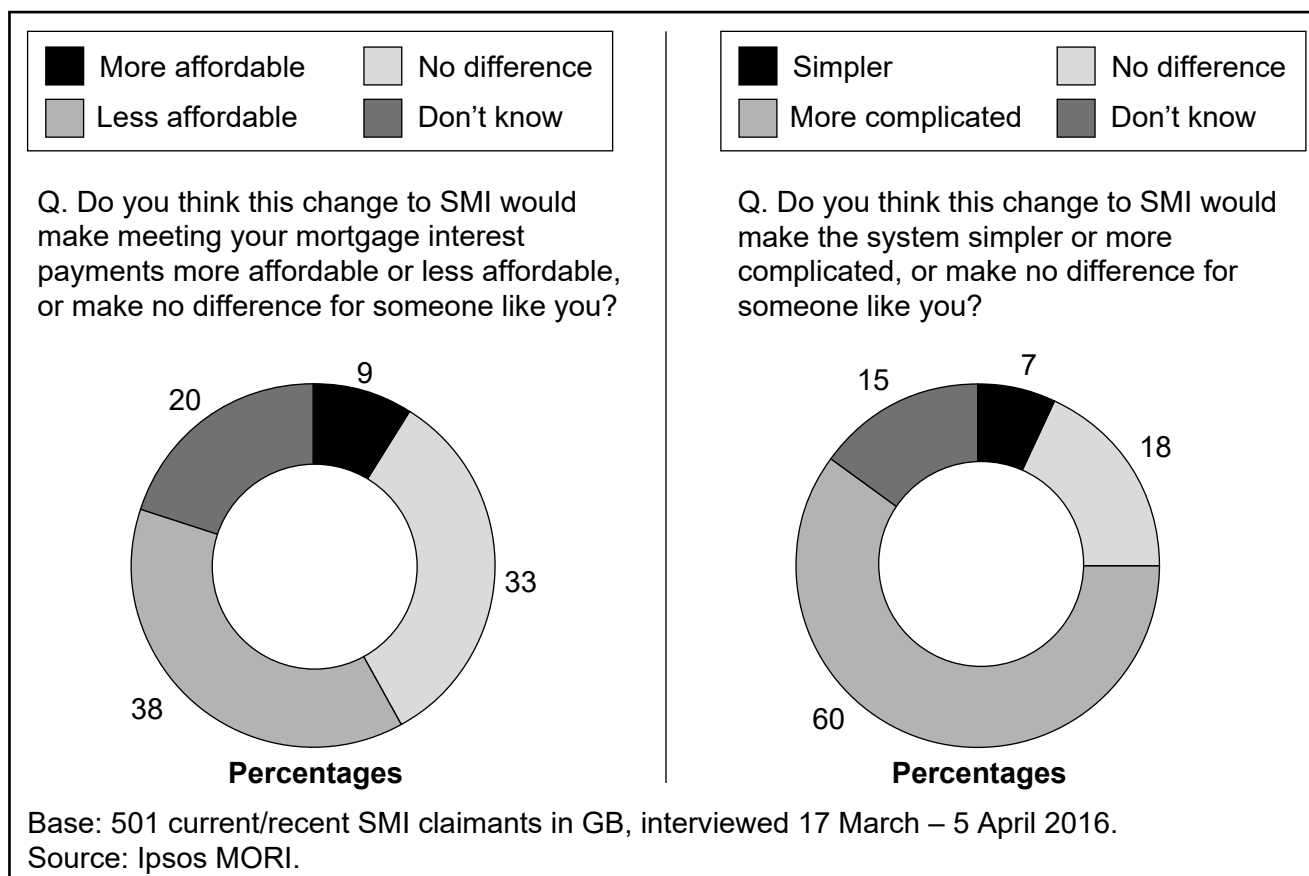 More affordable
No difference
Less affordable
Don't know
Q. Do you think this change to SMI would
make meeting your mortgage interest
payments more affordable or less affordable,
or make no difference for someone like you?
9
20
33
38
Percentages
Simpler
No difference
More complicated
Don't know
Q. Do you think this change to SMI would
make the system simpler or more
complicated, or make no difference for
someone like you?
7
15
18
60
Percentages
Base: 501 current/recent SMI claimants in GB, interviewed 17 March – 5 April 2016.
Source: Ipsos MORI.